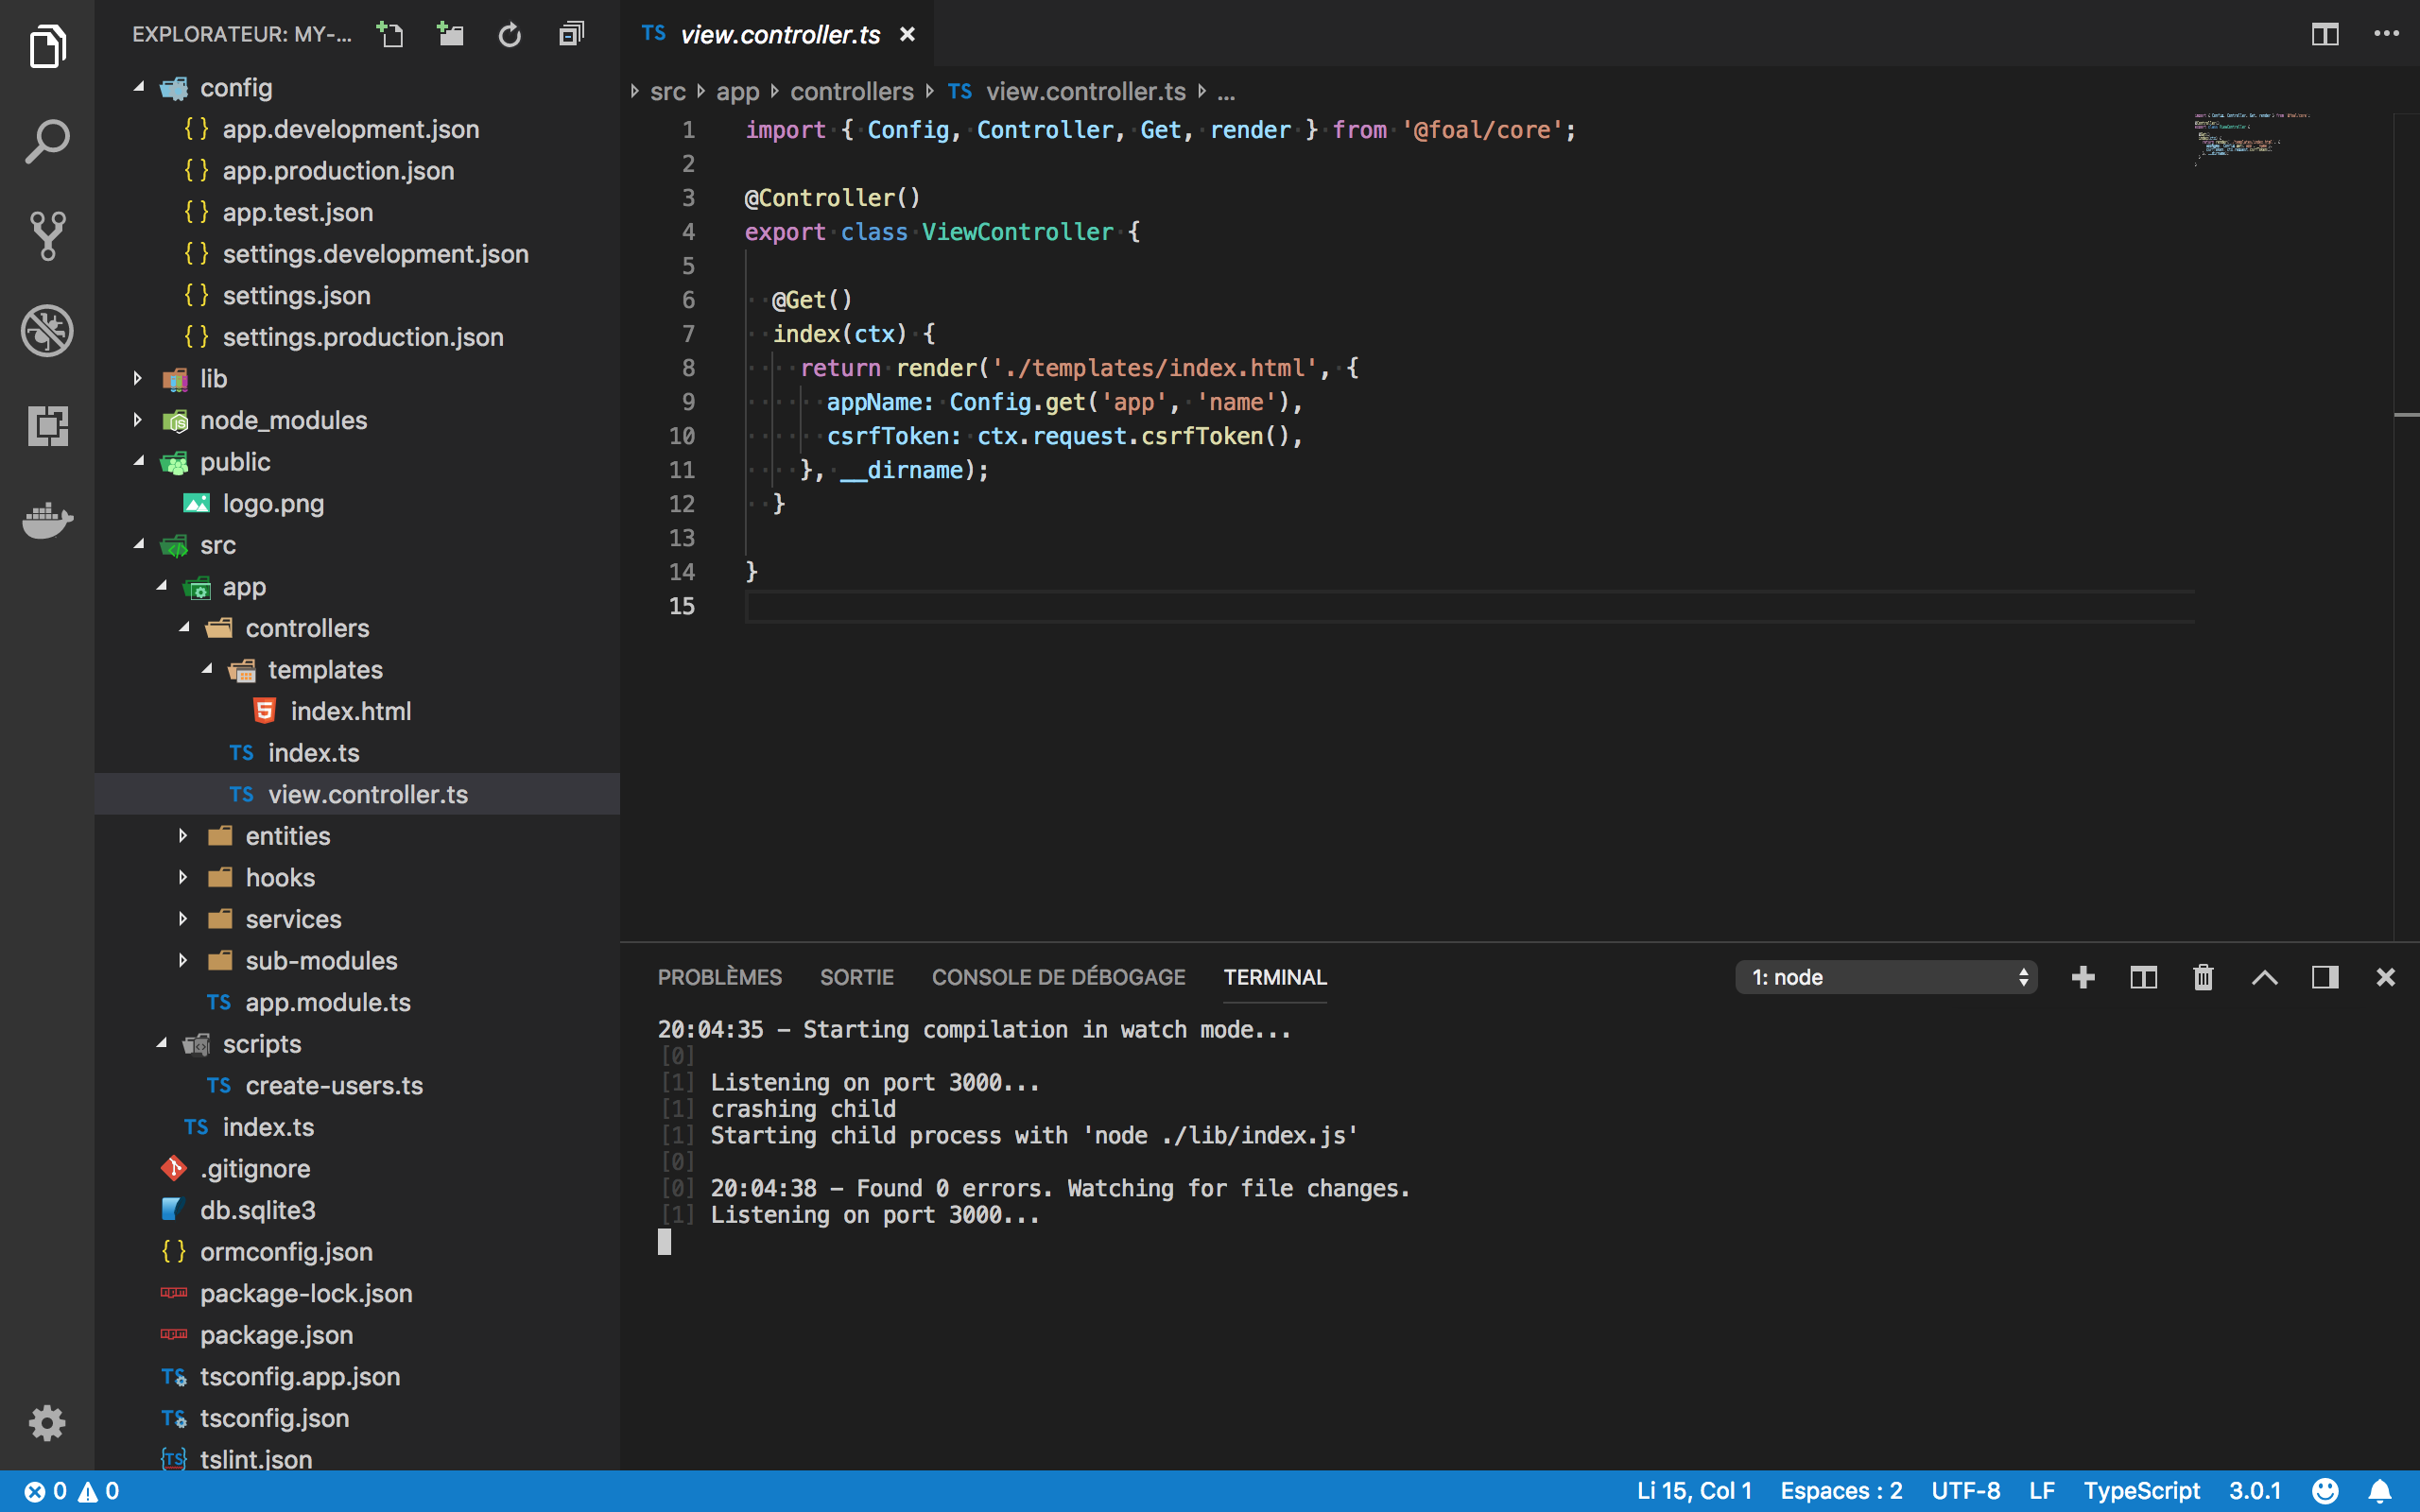 EXPLORATEUR: MY-...
config
{ } app.development.json
{ } app.production.json
{ } app.test.json
{ } settings.development.json
{ } settings.json
{ } settings.production.json
lib
node_modules
public
logo.png
src
app
controllers
templates
index.html
TS index.ts
TS view.controller.ts
entities
hooks
services
sub-modules
TS app.module.ts
scripts
TS create-users.ts
TS index.ts
.gitignore
db.sqlite3
{ } ormconfig.json
package-lock.json
package.json
TS tsconfig.app.json
TS tsconfig.json
{TS} tslint.json
TS view.controller.ts
src app controllers TS view.controller.ts ...
1 import { Config, Controller, Get, render } from '@foal/core';
2
3 @Controller()
4 export class ViewController {
5
6 @Get()
7 index(ctx) {
8 return render('./templates/index.html', {
9 appName: Config.get('app', 'name'),
10 csrfToken: ctx.request.csrfToken(),
11 }, __dirname);
12 }
13
14 }
15
PROBLÈMES SORTIE CONSOLE DE DÉBOGAGE TERMINAL 1: node
20:04:35 - Starting compilation in watch mode...
[0]
[1] Listening on port 3000...
[1] crashing child
[1] Starting child process with 'node ./lib/index.js'
[0]
[0] 20:04:38 - Found 0 errors. Watching for file changes.
[1] Listening on port 3000...
0 0 Li 15, Col 1 Espaces : 2 UTF-8 LF TypeScript 3.0.1